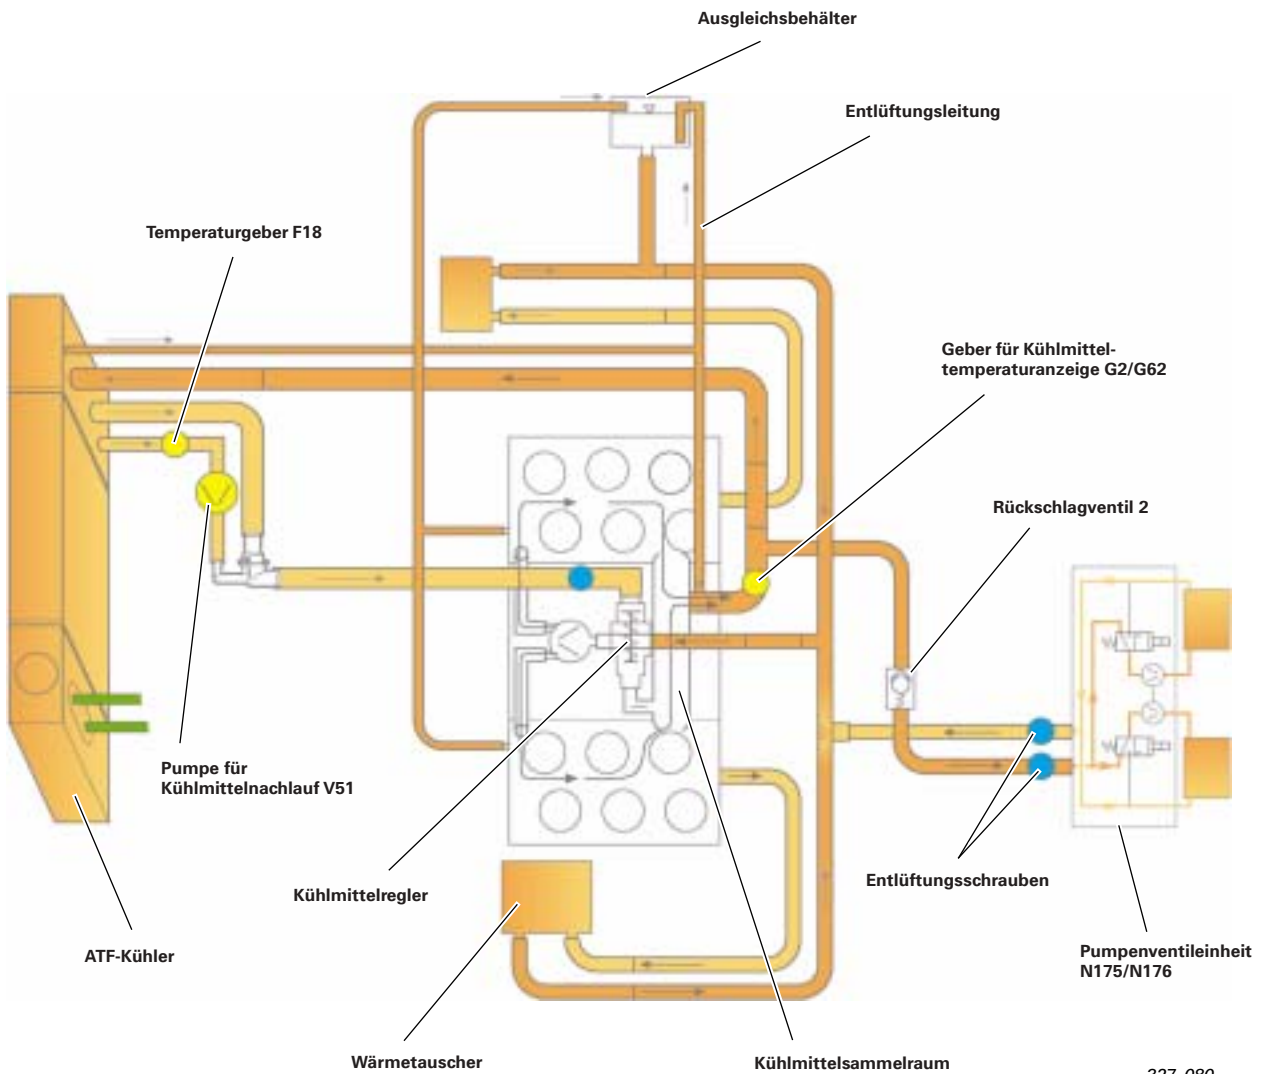 Ausgleichsbehälter
Entlüftungsleitung
Temperaturgeber F18
Geber für Kühlmittel-
temperaturanzeige G2/G62
Rückschlagventil 2
Pumpe für
Kühlmittelnachlauf V51
Kühlmittelregler
Entlüftungsschrauben
ATF-Kühler
Pumpenventileinheit
N175/N176
Wärmetauscher
Kühlmittelsammelraum